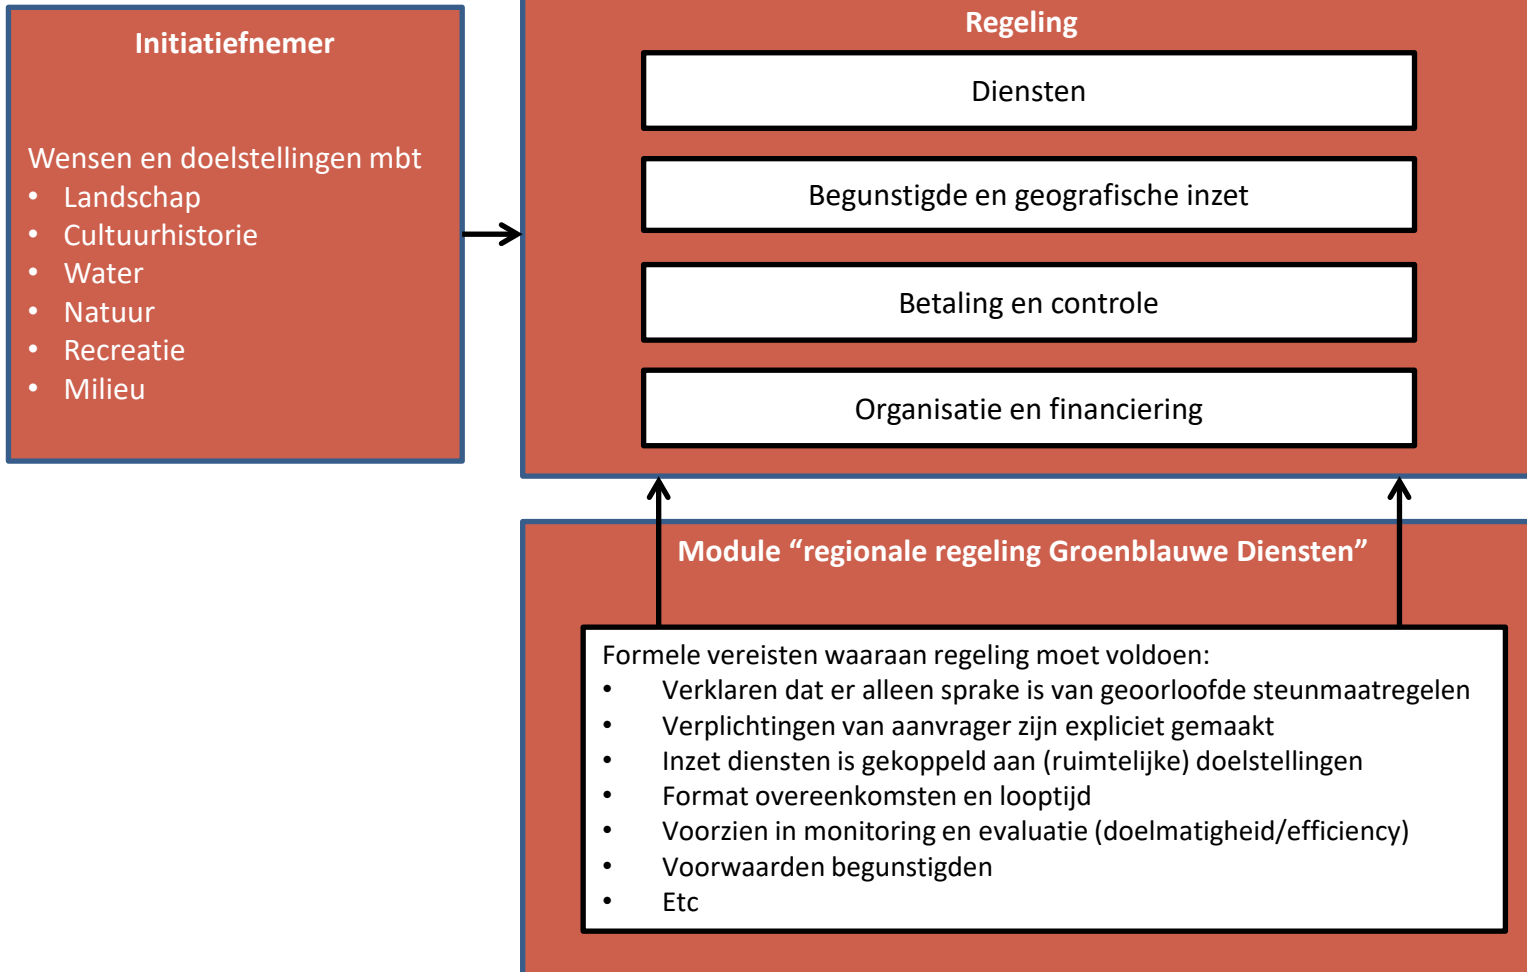 Initiatiefnemer
Wensen en doelstellingen mbt
• Landschap
• Cultuurhistorie
• Water
• Natuur
• Recreatie
• Milieu
Regeling
Diensten
Begunstigde en geografische inzet
Betaling en controle
Organisatie en financiering
Module “regionale regeling Groenblauwe Diensten”
Formele vereisten waaraan regeling moet voldoen:
• Verklaren dat er alleen sprake is van geoorloofde steunmaatregelen
• Verplichtingen van aanvrager zijn expliciet gemaakt
• Inzet diensten is gekoppeld aan (ruimtelijke) doelstellingen
• Format overeenkomsten en looptijd
• Voorzien in monitoring en evaluatie (doelmatigheid/efficiency)
• Voorwaarden begunstigden
• Etc